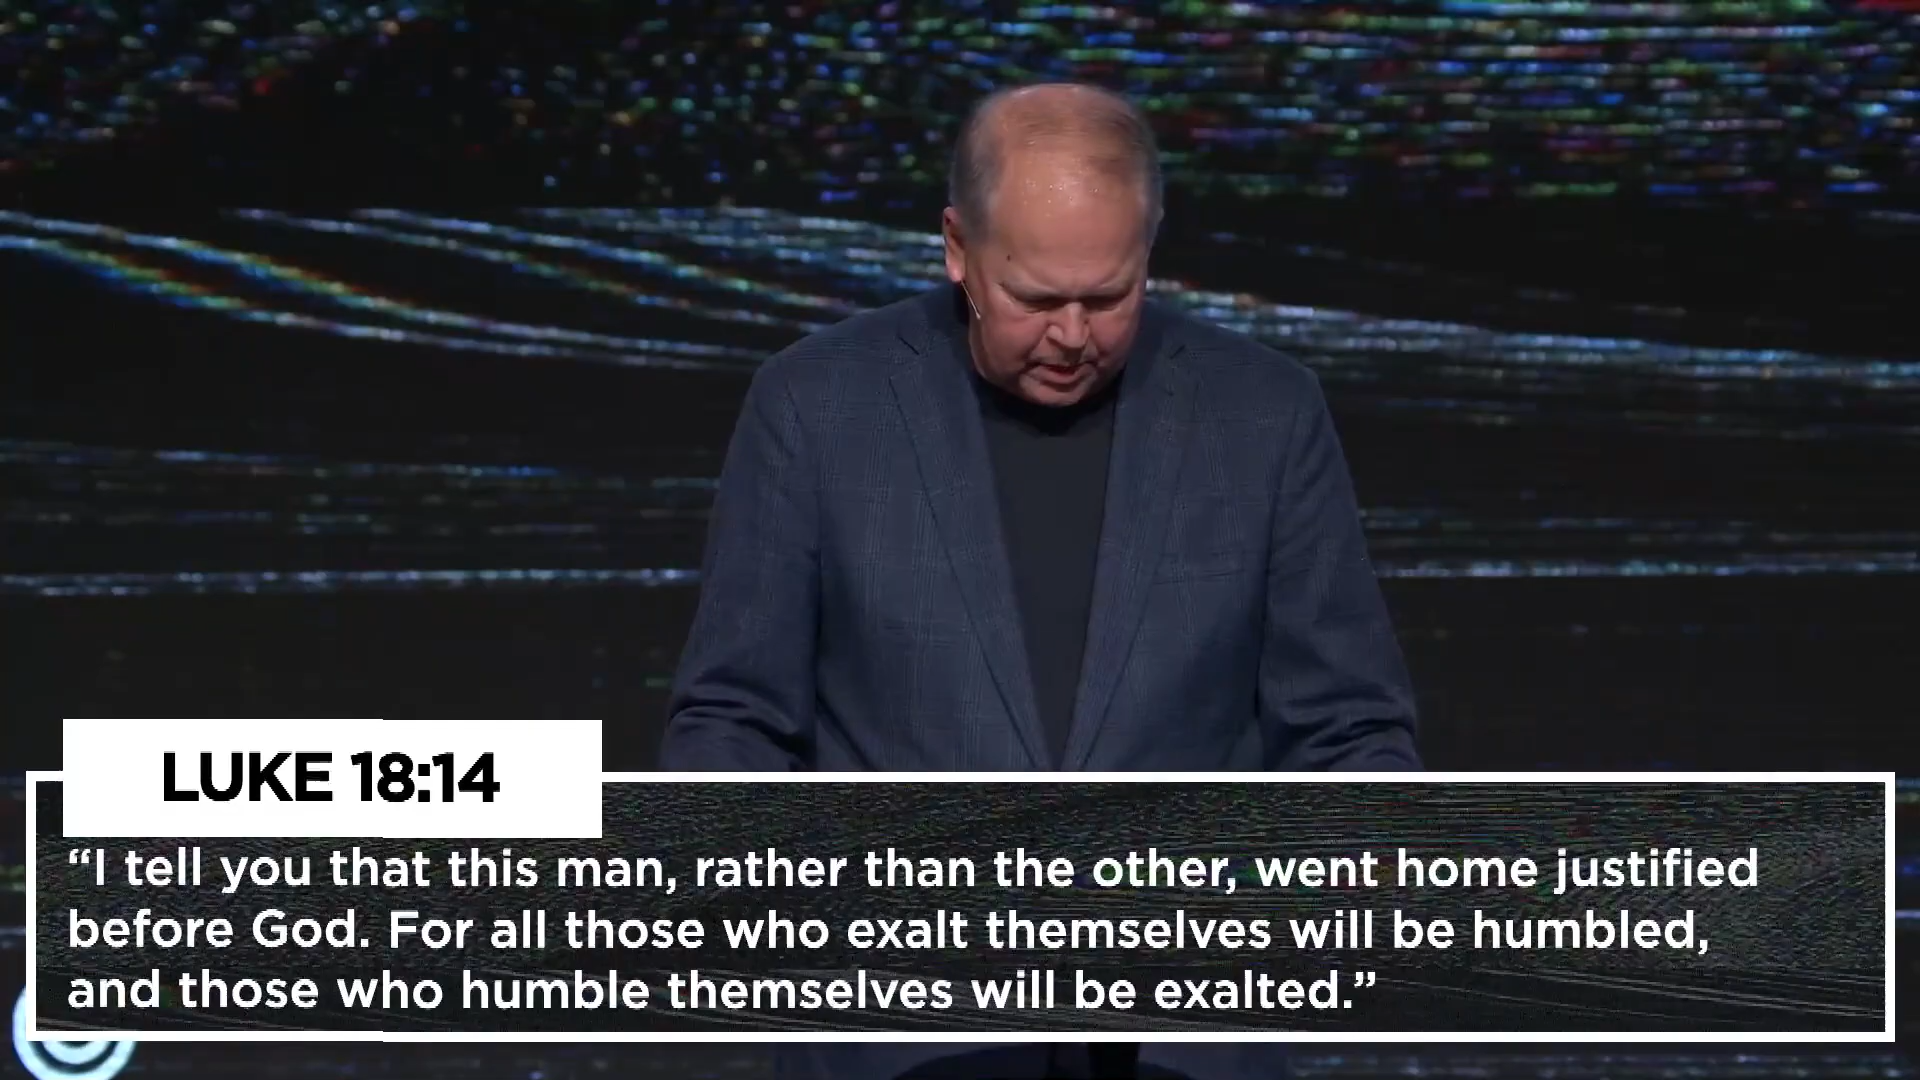 LUKE 18:14
“I tell you that this man, rather than the other, went home justified
before God. For all those who exalt themselves will be humbled,
and those who humble themselves will be exalted.”